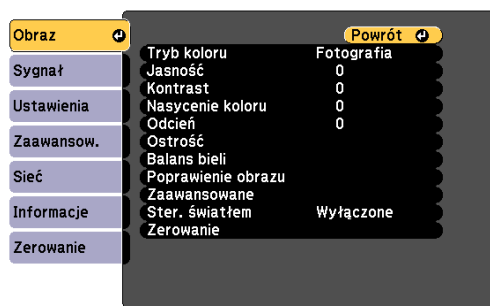 Obraz
Sygnał
Ustawienia
Zaawansow.
Sieć
Informacje
Zerowanie
Powrót
Tryb koloru Fotografia
Jasność 0
Kontrast 0
Nasycenie koloru 0
Odcień 0
Ostrość
Balans bieli
Poprawienie obrazu
Zaawansowane
Ster. światłem Wyłączone
Zerowanie